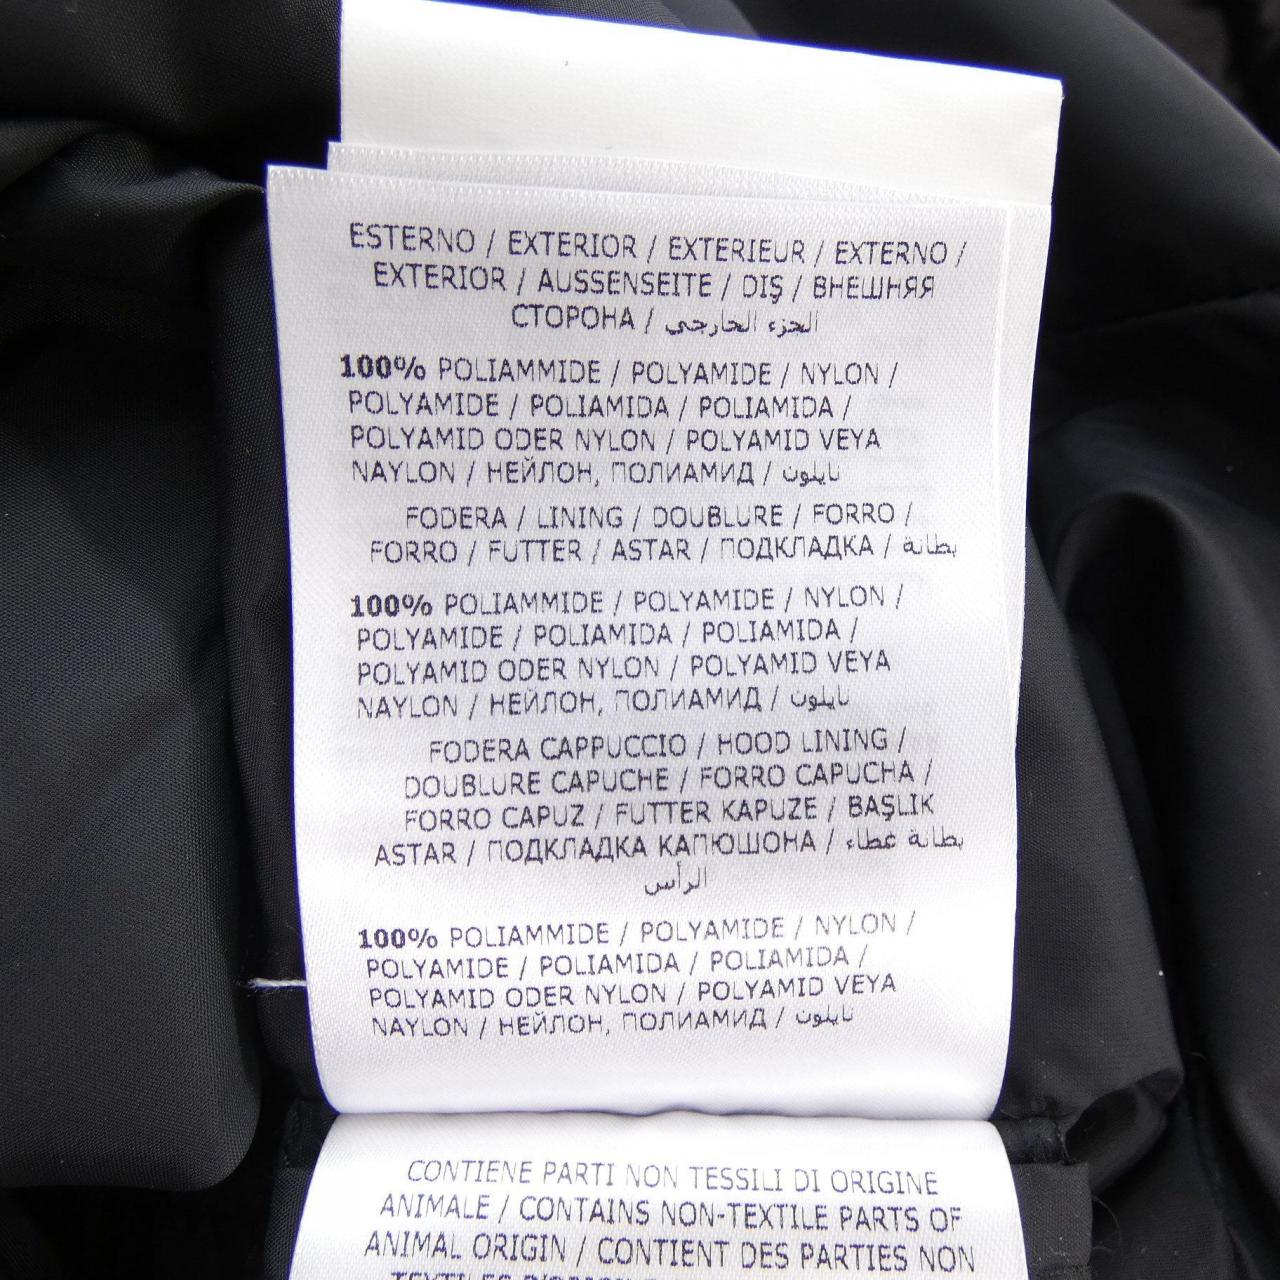 ESTERNO / EXTERIOR / EXTERIEUR / EXTERNO /
EXTERIOR / AUSSENSEITE / DIŞ / ВНЕШНЯЯ
СТОРОНА / الجزء الخارجي
100% POLIAMMIDE / POLYAMIDE / NYLON /
POLYAMIDE / POLIAMIDA / POLIAMIDA /
POLYAMID ODER NYLON / POLYAMID VEYA
NAYLON / НЕЙЛОН, ПОЛИАМИД / نايلون
FODERA / LINING / DOUBLURE / FORRO /
FORRO / FUTTER / ASTAR / ПОДКЛАДКА / بطانة
100% POLIAMMIDE / POLYAMIDE / NYLON /
POLYAMIDE / POLIAMIDA / POLIAMIDA /
POLYAMID ODER NYLON / POLYAMID VEYA
NAYLON / НЕЙЛОН, ПОЛИАМИД / نايلون
FODERA CAPPUCCIO / HOOD LINING /
DOUBLURE CAPUCHE / FORRO CAPUCHA /
FORRO CAPUZ / FUTTER KAPUZE / BAŞLIK
ASTAR / ПОДКЛАДКА КАПЮШОНА / بطانة غطاء
الرأس
100% POLIAMMIDE / POLYAMIDE / NYLON /
POLYAMIDE / POLIAMIDA / POLIAMIDA /
POLYAMID ODER NYLON / POLYAMID VEYA
NAYLON / НЕЙЛОН, ПОЛИАМИД / نايلون
CONTIENE PARTI NON TESSILI DI ORIGINE
ANIMALE / CONTAINS NON-TEXTILE PARTS OF
ANIMAL ORIGIN / CONTIENT DES PARTIES NON